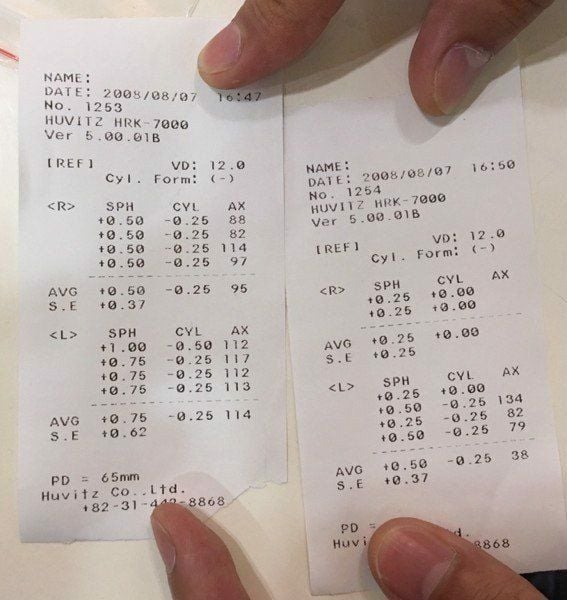 NAME:
DATE: 2008/08/07 16:47
No. 1253
HUVITZ HRK-7000
Ver 5.00.01B
[REF] VD: 12.0
Cyl. Form: (-)
<R> SPH CYL AX
+0.50 -0.25 88
+0.50 -0.25 82
+0.50 -0.25 114
+0.50 -0.25 97
AVG +0.50 -0.25 95
S.E +0.37
<L> SPH CYL AX
+1.00 -0.50 112
+0.75 -0.25 117
+0.75 -0.25 112
+0.75 -0.25 113
AVG +0.75 -0.25 114
S.E +0.62
PD = 65mm
Huvitz Co.,Ltd.
+82-31-442-8868
NAME:
DATE: 2008/08/07 16:50
No. 1254
HUVITZ HRK-7000
Ver 5.00.01B
[REF] VD: 12.0
Cyl. Form: (-)
<R> SPH CYL AX
+0.25 +0.00
+0.25 +0.00
AVG +0.25 +0.00
S.E +0.25
<L> SPH CYL AX
+0.25 +0.00
+0.50 -0.25 134
+0.25 -0.25 82
+0.50 -0.25 79
AVG +0.50 -0.25 38
S.E +0.37
PD =
8868